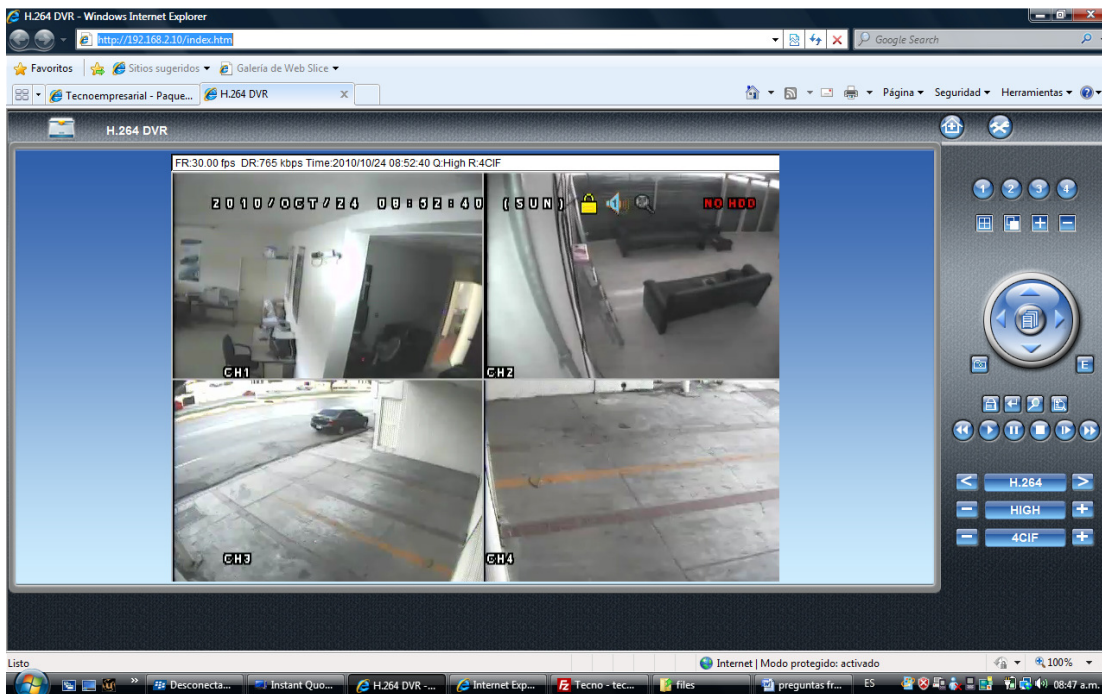 H.264 DVR - Windows Internet Explorer
http://192.168.2.10/index.htm
Google Search
Favoritos
Sitios sugeridos
Galería de Web Slice
Tecnoempresarial - Paque...
H.264 DVR
X
Página
Seguridad
Herramientas
H.264 DVR
FR:30.00 fps DR:765 kbps Time:2010/10/24 08:52:40 Q:High R:4CIF
2010/OCT/24 08:52:40 (SUN)
NO HDD
CH1
CH2
CH3
CH4
1 2 3 4
E
< H.264 >
- HIGH +
- 4CIF +
Listo
Internet | Modo protegido: activado
100%
Desconecta...
Instant Quo...
H.264 DVR -...
Internet Exp...
Tecno - tec...
files
preguntas fr...
ES
08:47 a.m.